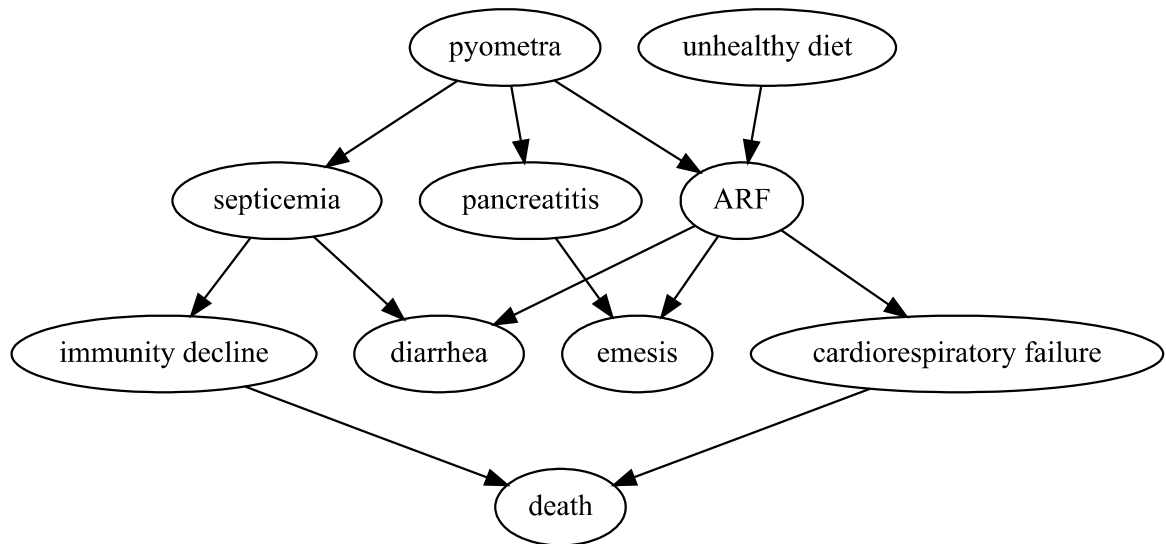 pyometra
unhealthy diet
septicemia
pancreatitis
ARF
immunity decline
diarrhea
emesis
cardiorespiratory failure
death